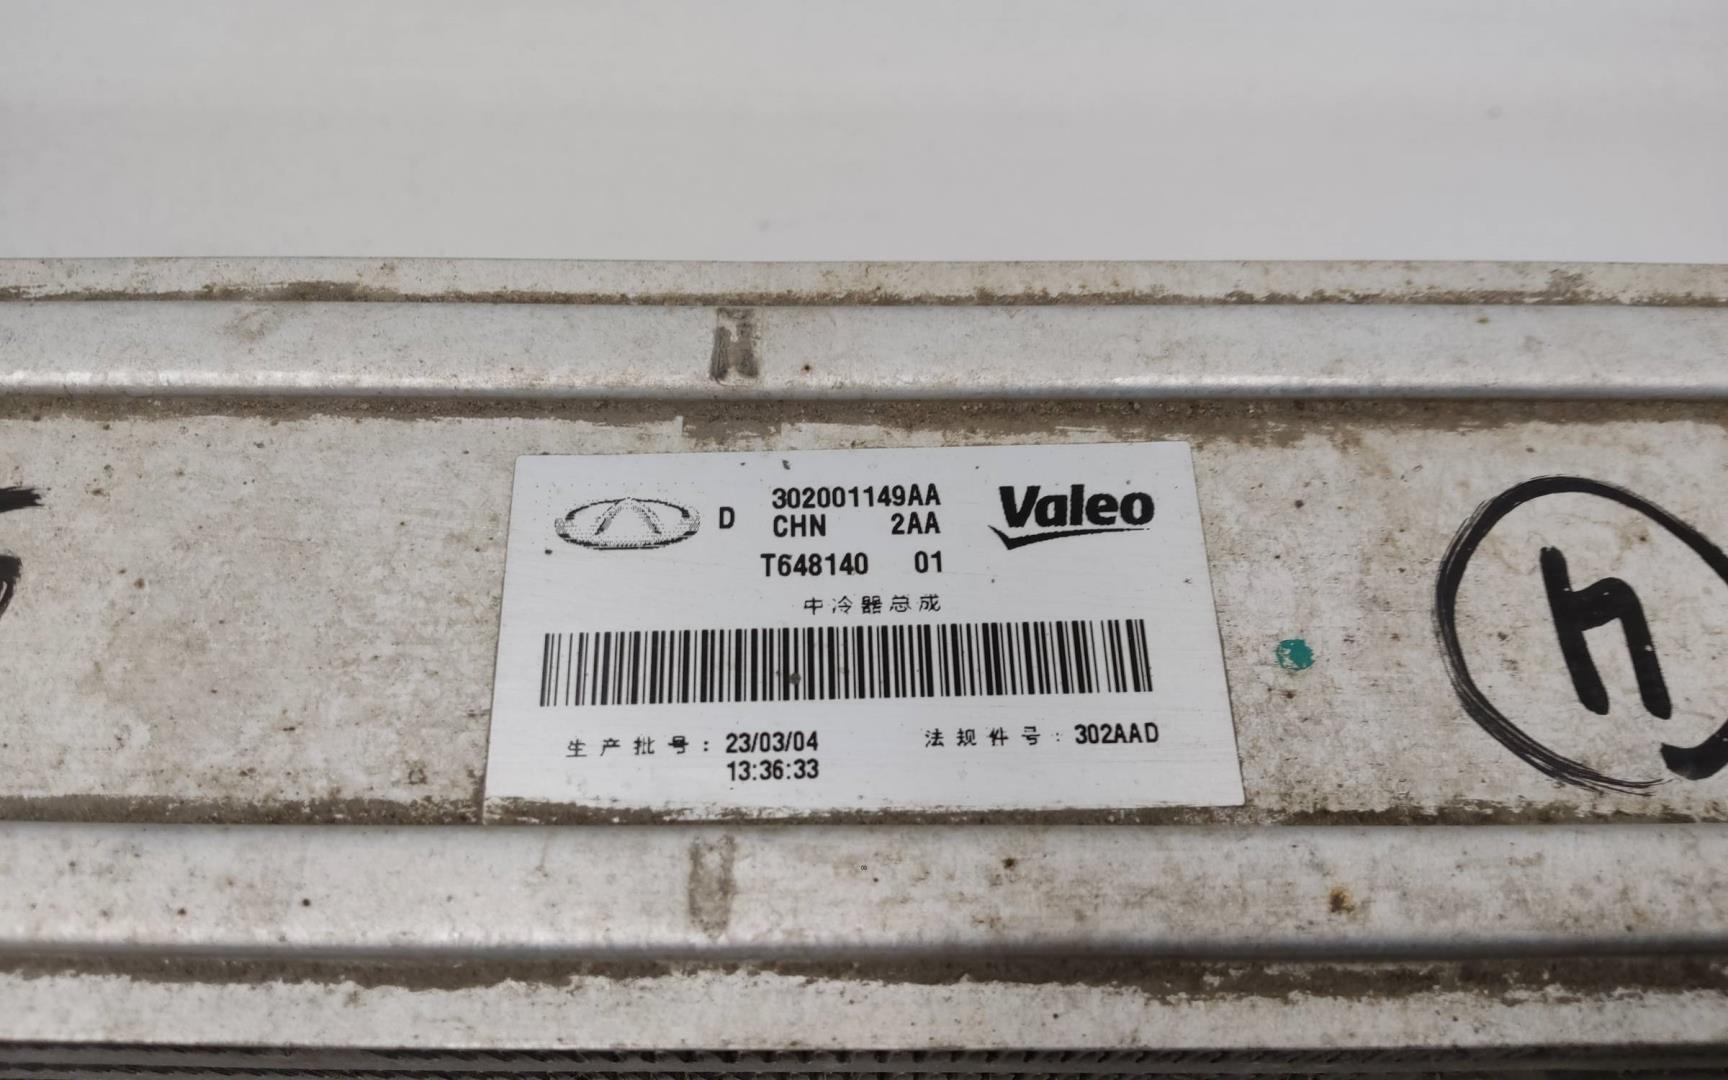 D 302001149AA
CHN 2AA
T648140 01
Valeo
中冷器总成
生产批号: 23/03/04
13:36:33
法规件号: 302AAD